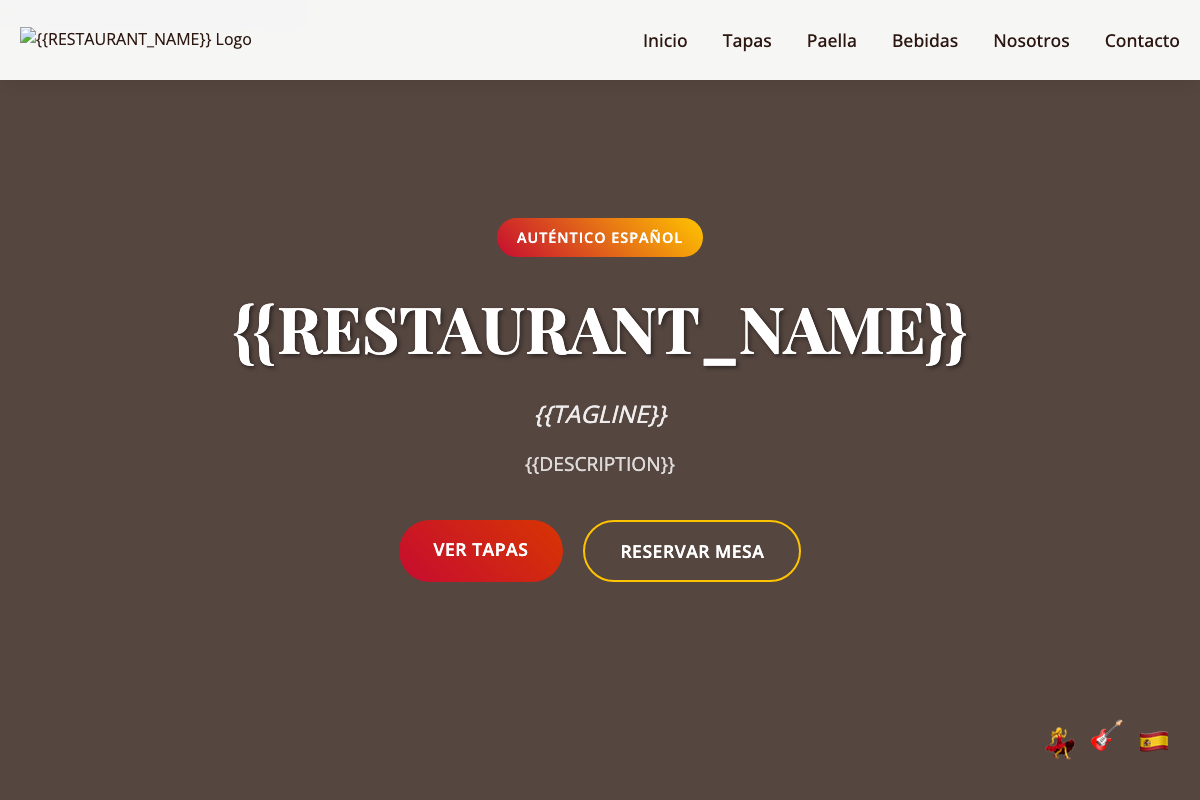 {{RESTAURANT_NAME}} Logo
Inicio Tapas Paella Bebidas Nosotros Contacto
AUTÉNTICO ESPAÑOL
{{RESTAURANT_NAME}}
{{TAGLINE}}
{{DESCRIPTION}}
VER TAPAS RESERVAR MESA